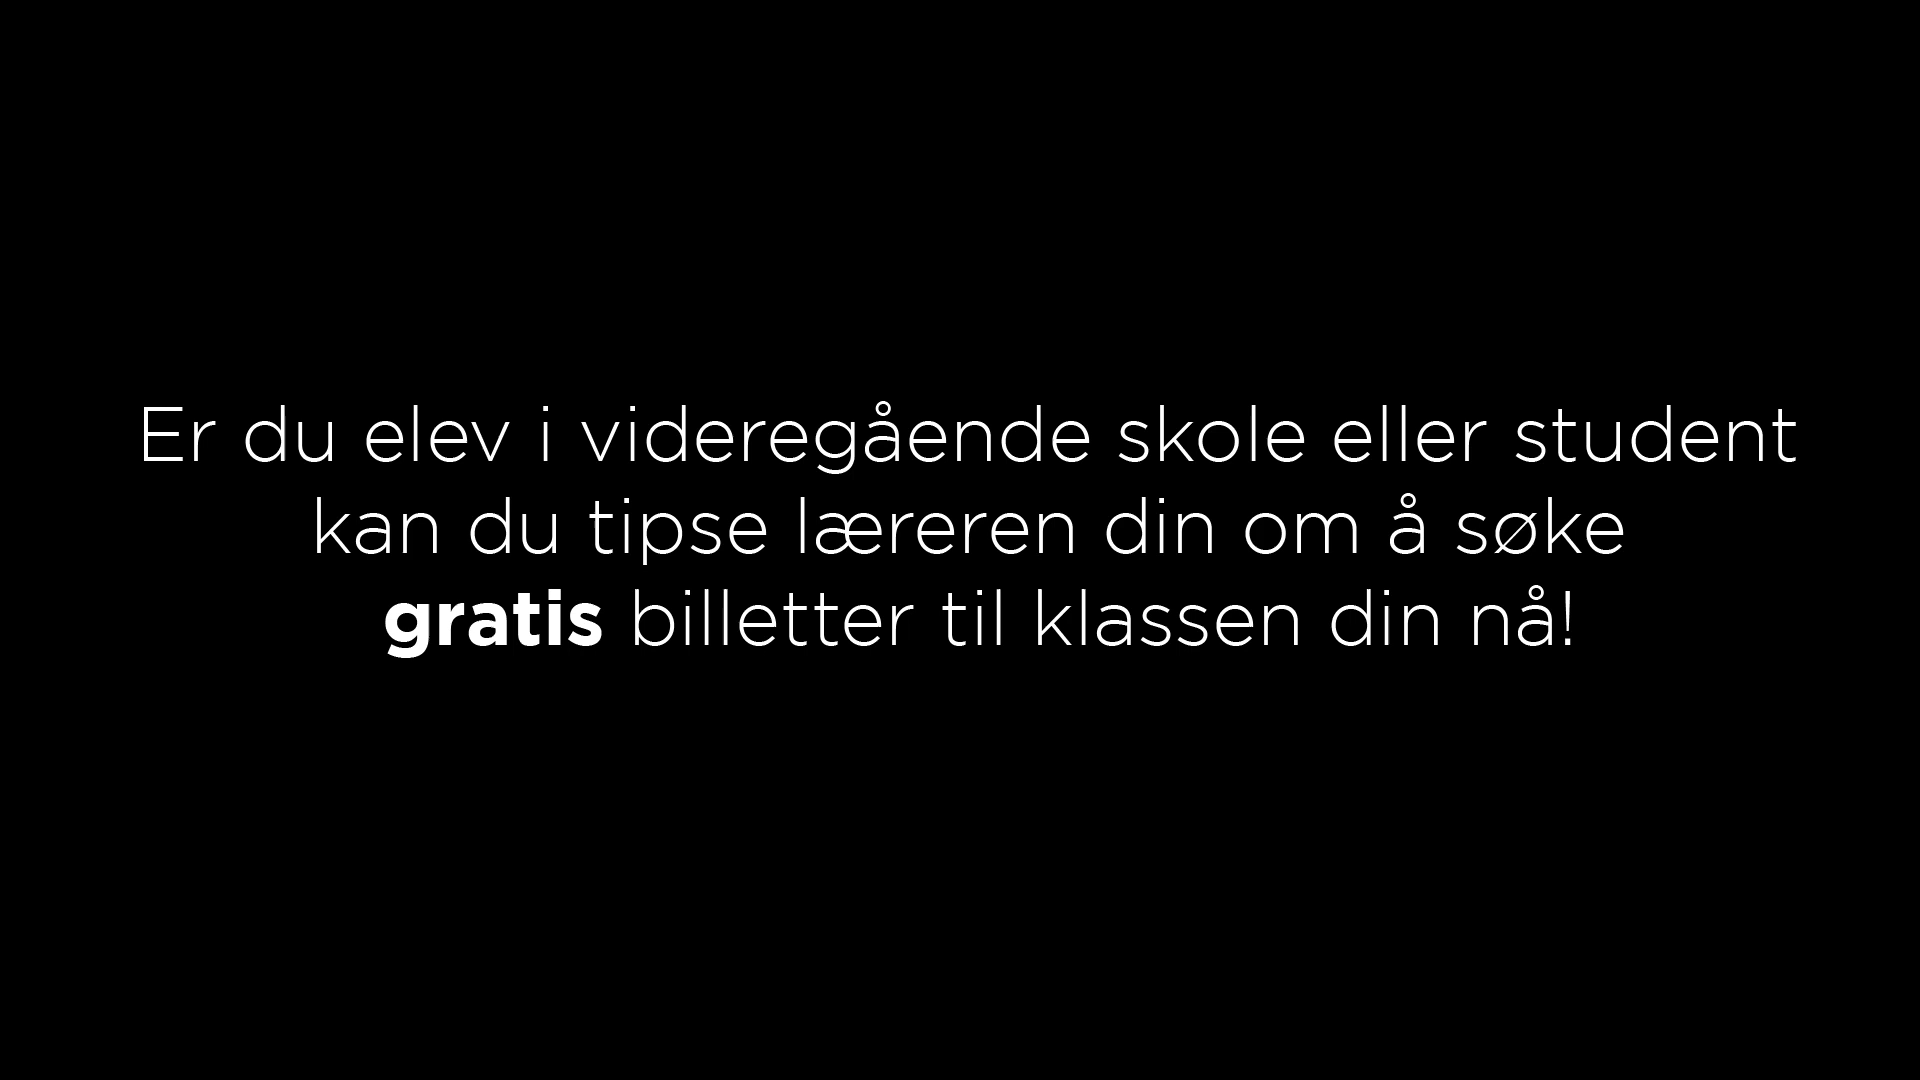 Er du elev i videregående skole eller student
kan du tipse læreren din om å søke
gratis billetter til klassen din nå!